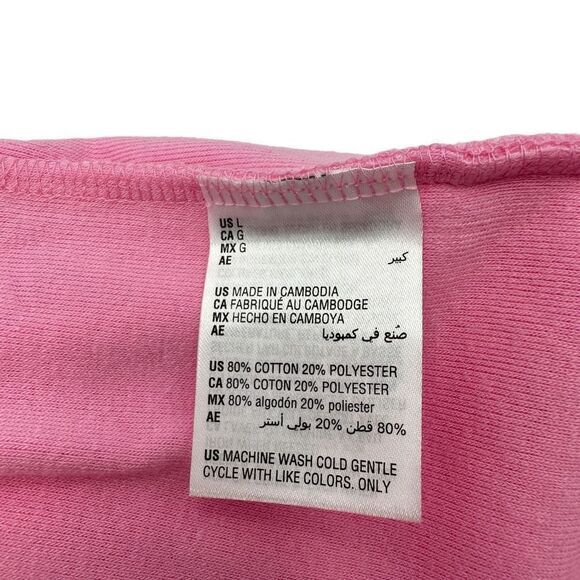 US L
CA G
MX G
AE كبير
US MADE IN CAMBODIA
CA FABRIQUÉ AU CAMBODGE
MX HECHO EN CAMBOYA
AE صُنع في كمبوديا
US 80% COTTON 20% POLYESTER
CA 80% COTON 20% POLYESTER
MX 80% algodón 20% poliester
AE 80% قطن 20% بولي أستر
US MACHINE WASH COLD GENTLE
CYCLE WITH LIKE COLORS. ONLY